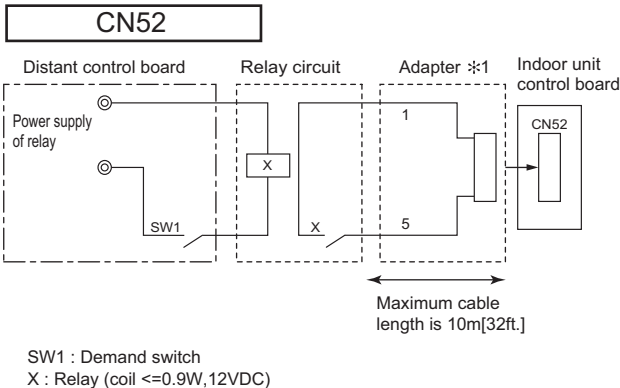 CN52
Distant control board
Relay circuit
Adapter ※1
Indoor unit
control board
Power supply
of relay
1
CN52
X
SW1
X
5
Maximum cable
length is 10m[32ft.]
SW1 : Demand switch
X : Relay (coil <=0.9W,12VDC)